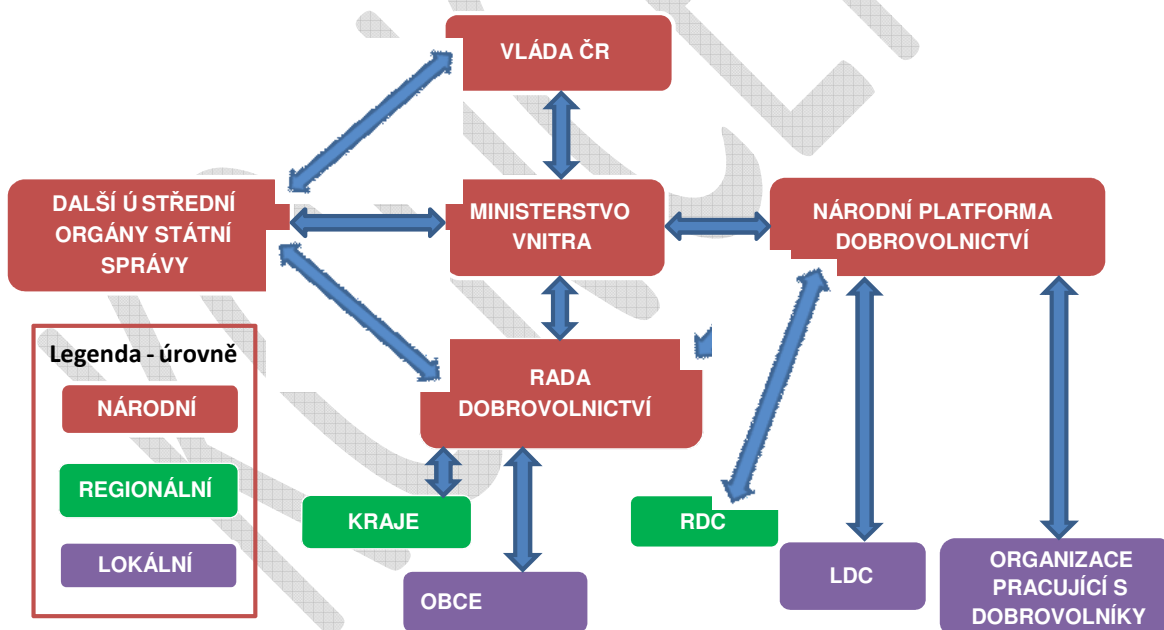 VLÁDA ČR
DALŠÍ Ú STŘEDNÍ
ORGÁNY STÁTNÍ
SPRÁVY
MINISTERSTVO
VNITRA
NÁRODNÍ PLATFORMA
DOBROVOLNICTVÍ
Legenda - úrovně
NÁRODNÍ
REGIONÁLNÍ
LOKÁLNÍ
RADA
DOBROVOLNICTVÍ
KRAJE
RDC
OBCE
LDC
ORGANIZACE
PRACUJÍCÍ S
DOBROVOLNÍKY